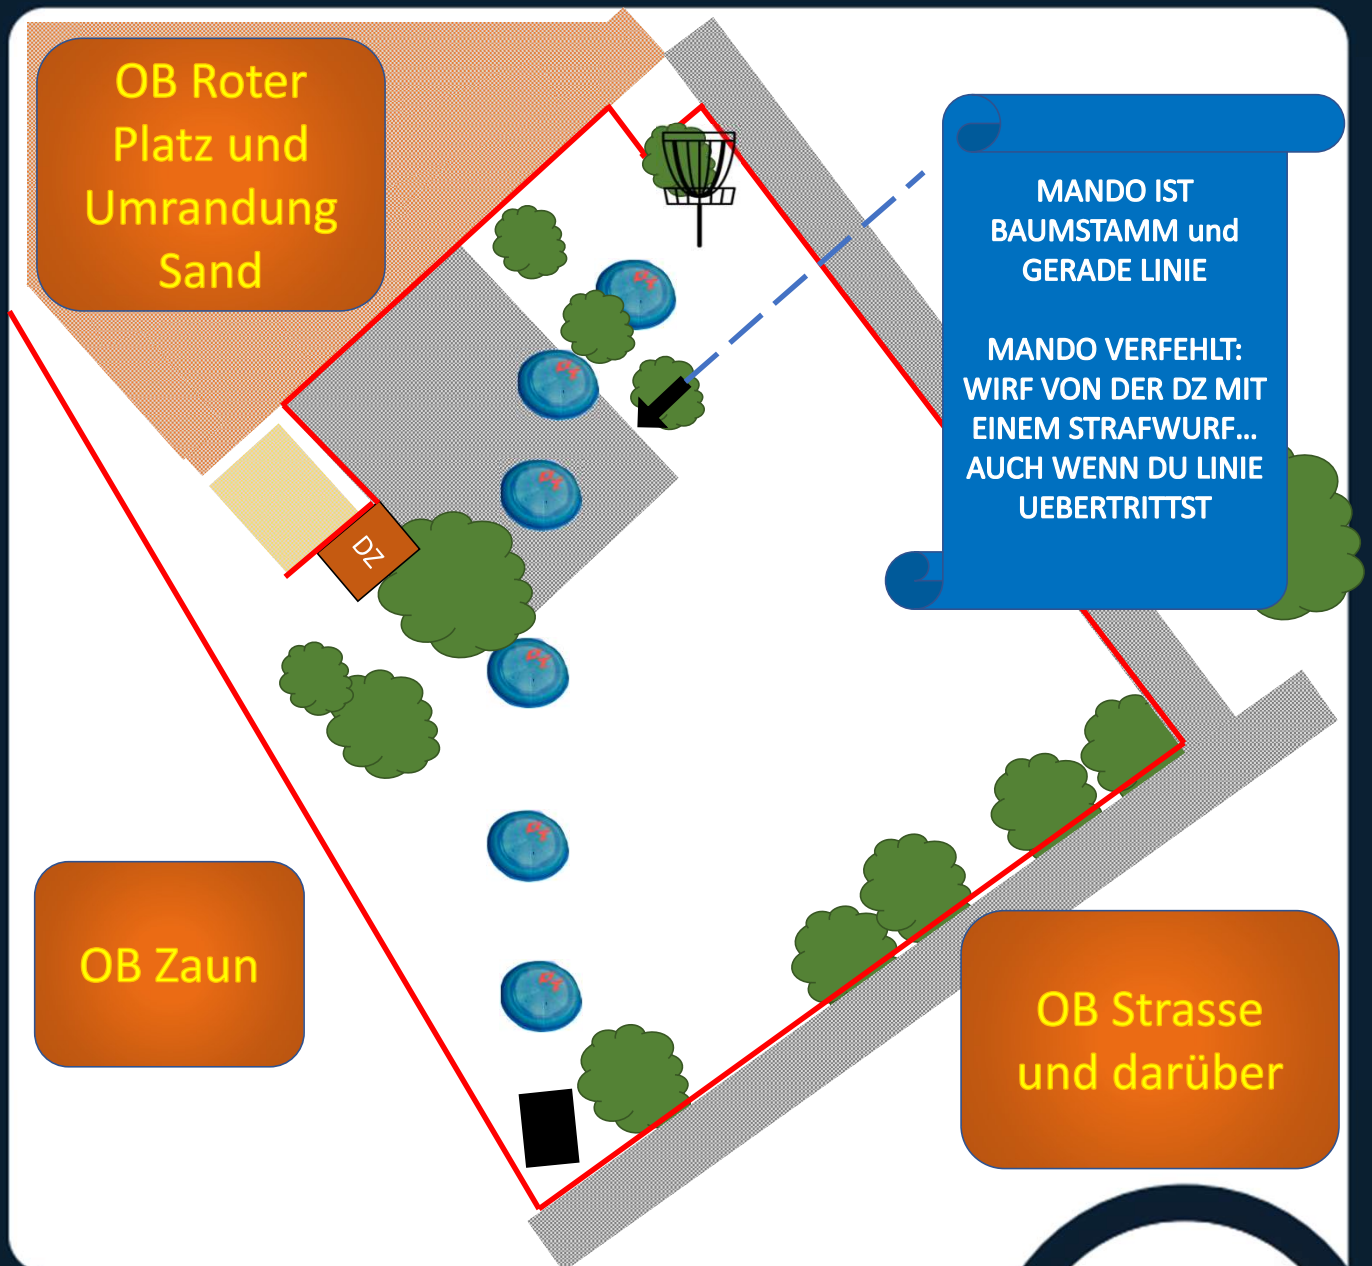 OB Roter
Platz und
Umrandung
Sand
MANDO IST
BAUMSTAMM und
GERADE LINIE
MANDO VERFEHLT:
WIRF VON DER DZ MIT
EINEM STRAFWURF...
AUCH WENN DU LINIE
UEBERTRITTST
DZ
OB Zaun
OB Strasse
und darüber